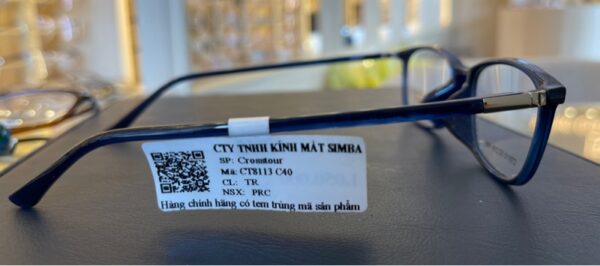 CTY TNHH KÍNH MẮT SIMBA
SP: Cromtour
Mã: CT8113 C40
CL: TR
NSX: PRC
Hàng chính hãng có tem trùng mã sản phẩm